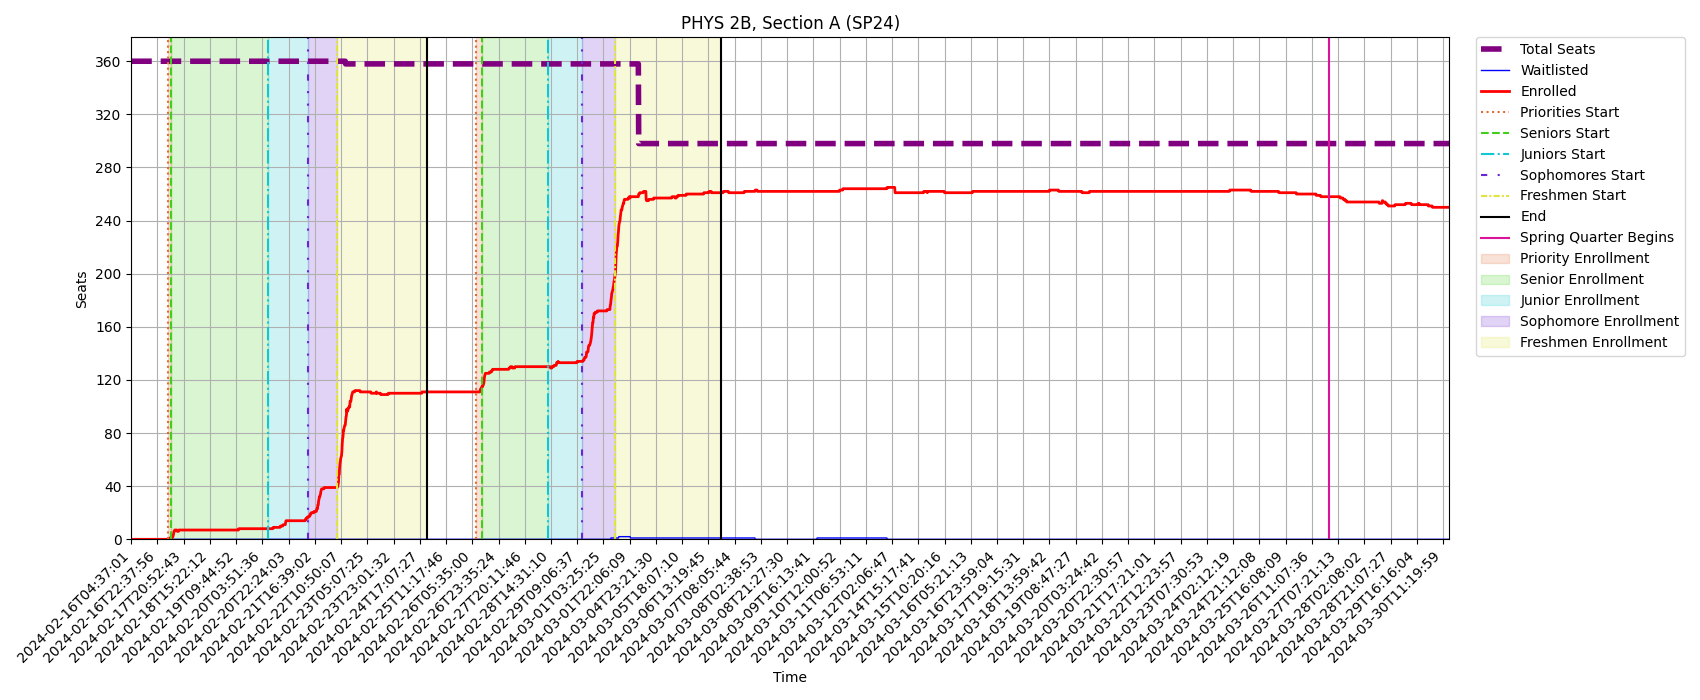 PHYS 2B, Section A (SP24)
Seats
360
320
280
240
200
160
120
80
40
0
2024-02-16T04:37:01
2024-02-16T22:37:56
2024-02-17T20:52:43
2024-02-18T15:22:12
2024-02-19T09:44:52
2024-02-20T03:51:36
2024-02-20T22:24:03
2024-02-21T16:39:02
2024-02-22T10:50:07
2024-02-23T05:07:25
2024-02-23T23:01:32
2024-02-24T17:07:27
2024-02-25T11:17:46
2024-02-26T05:35:00
2024-02-26T23:35:24
2024-02-27T20:11:46
2024-02-28T14:31:10
2024-02-29T09:06:37
2024-03-01T03:25:25
2024-03-01T22:06:09
2024-03-04T23:21:30
2024-03-05T18:07:10
2024-03-06T13:19:45
2024-03-07T08:05:44
2024-03-08T02:38:53
2024-03-08T21:27:30
2024-03-09T16:13:41
2024-03-10T12:00:52
2024-03-11T06:53:11
2024-03-12T02:06:47
2024-03-14T15:17:41
2024-03-15T10:20:16
2024-03-16T05:21:13
2024-03-16T23:59:04
2024-03-17T19:15:31
2024-03-18T13:59:42
2024-03-19T08:47:27
2024-03-20T03:24:42
2024-03-20T22:30:57
2024-03-21T17:21:01
2024-03-22T12:23:57
2024-03-23T07:30:53
2024-03-24T02:12:19
2024-03-24T21:12:08
2024-03-25T16:08:09
2024-03-26T11:07:36
2024-03-27T07:21:13
2024-03-28T02:08:02
2024-03-28T21:07:27
2024-03-29T16:16:04
2024-03-30T11:19:59
Time
Total Seats
Waitlisted
Enrolled
Priorities Start
Seniors Start
Juniors Start
Sophomores Start
Freshmen Start
End
Spring Quarter Begins
Priority Enrollment
Senior Enrollment
Junior Enrollment
Sophomore Enrollment
Freshmen Enrollment